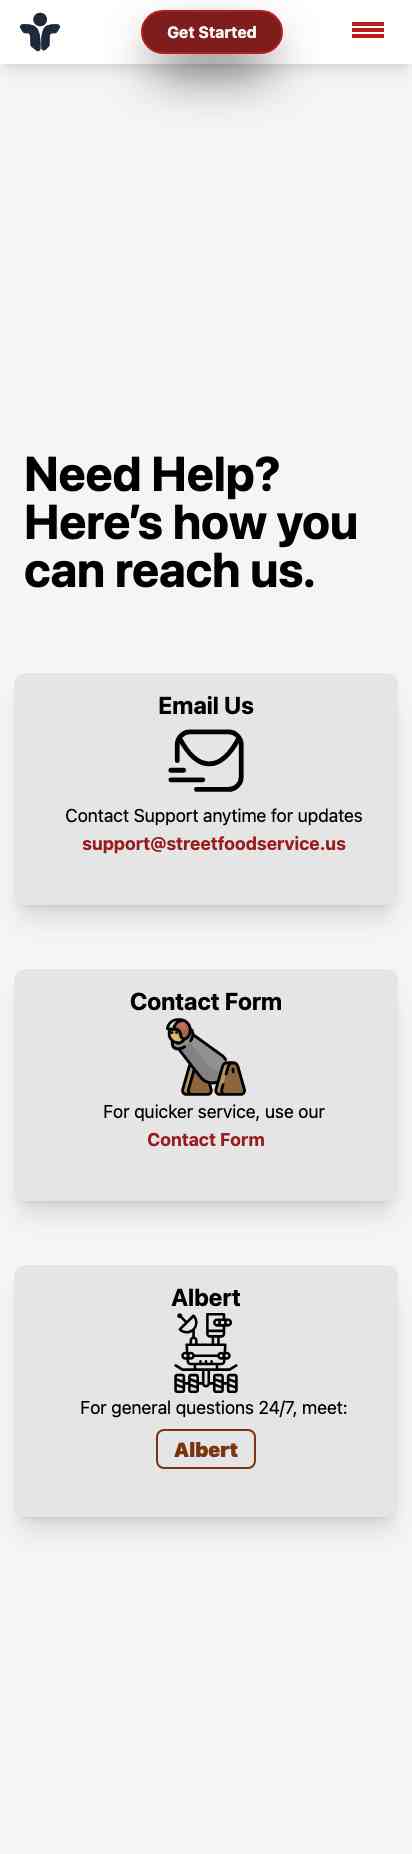 Get Started
Need Help?
Here’s how you
can reach us.
Email Us
Contact Support anytime for updates
support@streetfoodservice.us
Contact Form
For quicker service, use our
Contact Form
Albert
For general questions 24/7, meet:
Albert